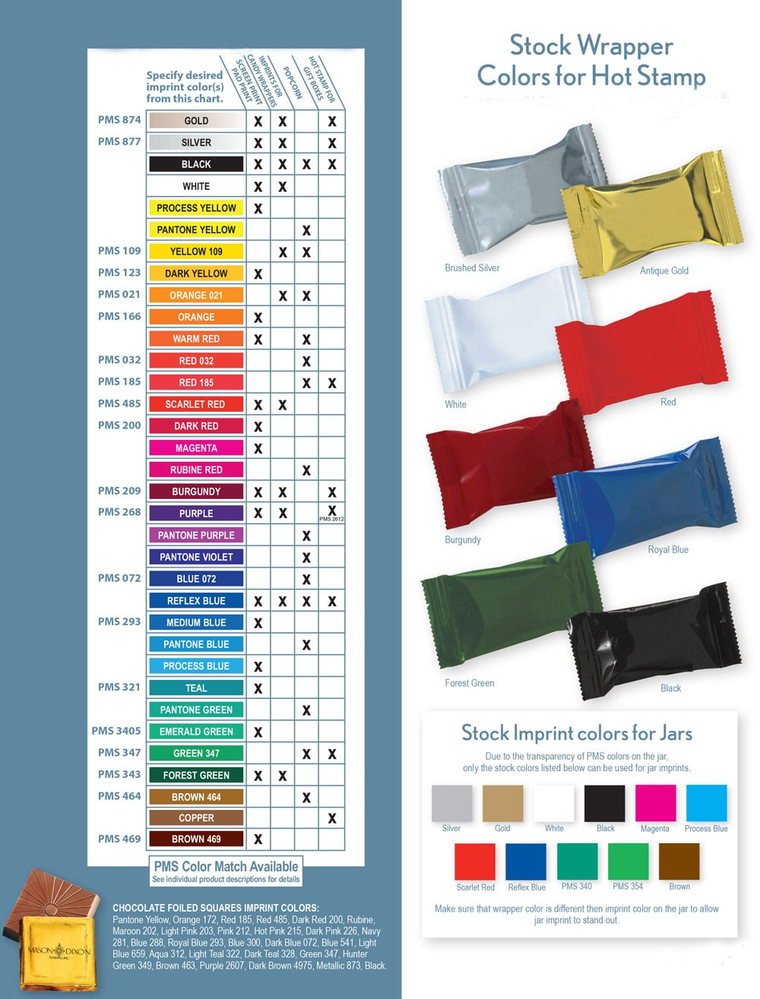 Specify desired
imprint color(s)
from this chart.
SCREEN PRINT
PAD PRINT
IMPRINTS FOR
CANDY WRAPPERS
POPCORN
HOT STAMP FOR
GIFT BOXES
PMS 874 GOLD X X X
PMS 877 SILVER X X X
BLACK X X X X
WHITE X X
PROCESS YELLOW X
PANTONE YELLOW X
PMS 109 YELLOW 109 X X
PMS 123 DARK YELLOW X
PMS 021 ORANGE 021 X X
PMS 166 ORANGE X
WARM RED X X
PMS 032 RED 032 X
PMS 185 RED 185 X X
PMS 485 SCARLET RED X X
PMS 200 DARK RED X
MAGENTA X
RUBINE RED X
PMS 209 BURGUNDY X X X
PMS 268 PURPLE X X X
PMS 2612
PANTONE PURPLE X
PANTONE VIOLET X
PMS 072 BLUE 072 X
REFLEX BLUE X X X X
PMS 293 MEDIUM BLUE X
PANTONE BLUE X
PROCESS BLUE X
PMS 321 TEAL X
PANTONE GREEN X
PMS 3405 EMERALD GREEN X
PMS 347 GREEN 347 X X
PMS 343 FOREST GREEN X X
PMS 464 BROWN 464 X
COPPER X
PMS 469 BROWN 469 X
PMS Color Match Available
See individual product descriptions for details
CHOCOLATE FOILED SQUARES IMPRINT COLORS:
Pantone Yellow, Orange 172, Red 185, Red 485, Dark Red 200, Rubine,
Maroon 202, Light Pink 203, Pink 212, Hot Pink 215, Dark Pink 226, Navy
281, Blue 288, Royal Blue 293, Blue 300, Dark Blue 072, Blue 541, Light
Blue 659, Aqua 312, Light Teal 322, Dark Teal 328, Green 347, Hunter
Green 349, Brown 463, Purple 2607, Dark Brown 4975, Metallic 873, Black.
MASON DIXON
Stock Wrapper
Colors for Hot Stamp
Brushed Silver
Antique Gold
White
Red
Burgundy
Royal Blue
Forest Green
Black
Stock Imprint colors for Jars
Due to the transparency of PMS colors on the jar,
only the stock colors listed below can be used for jar imprints.
Silver Gold White Black Magenta Process Blue
Scarlet Red Reflex Blue PMS 340 PMS 354 Brown
Make sure that wrapper color is different then imprint color on the jar to allow
jar imprint to stand out.